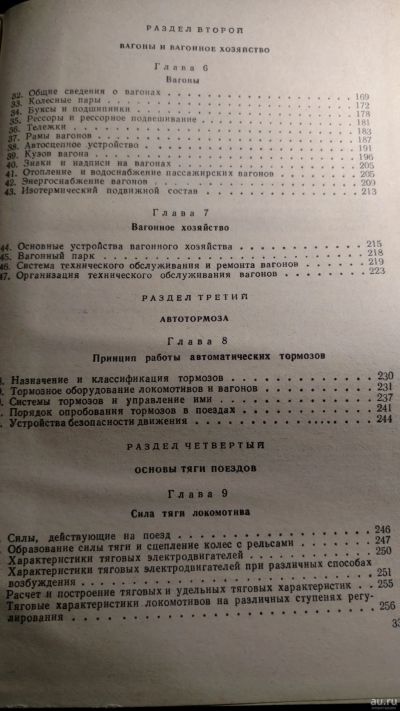 РАЗДЕЛ ВТОРОЙ
ВАГОНЫ И ВАГОННОЕ ХОЗЯЙСТВО
Глава 6
Вагоны
32. Общие сведения о вагонах 169
33. Колесные пары 172
34. Буксы и подшипники 178
35. Рессоры и рессорное подвешивание 181
36. Тележки 183
37. Рамы вагонов 187
38. Автосцепное устройство 191
39. Кузов вагона 196
40. Знаки и надписи на вагонах 205
41. Отопление и водоснабжение пассажирских вагонов 205
42. Энергоснабжение вагонов 209
43. Изотермический подвижной состав 213
Глава 7
Вагонное хозяйство
44. Основные устройства вагонного хозяйства 215
45. Вагонный парк 218
46. Система технического обслуживания и ремонта вагонов 219
47. Организация технического обслуживания вагонов 223
РАЗДЕЛ ТРЕТИЙ
АВТОТОРМОЗА
Глава 8
Принцип работы автоматических тормозов
. Назначение и классификация тормозов 230
. Тормозное оборудование локомотивов и вагонов 231
. Системы тормозов и управление ими 237
. Порядок опробования тормозов в поездах 241
. Устройства безопасности движения 244
РАЗДЕЛ ЧЕТВЕРТЫЙ
ОСНОВЫ ТЯГИ ПОЕЗДОВ
Глава 9
Сила тяги локомотива
. Силы, действующие на поезд 246
Образование силы тяги и сцепление колес с рельсами 247
Характеристики тяговых электродвигателей 250
Характеристики тяговых электродвигателей при различных способах
возбуждения 251
Расчет и построение тяговых и удельных тяговых характеристик 255
Тяговые характеристики локомотивов на различных ступенях регу-
лирования 256
33
au.ru